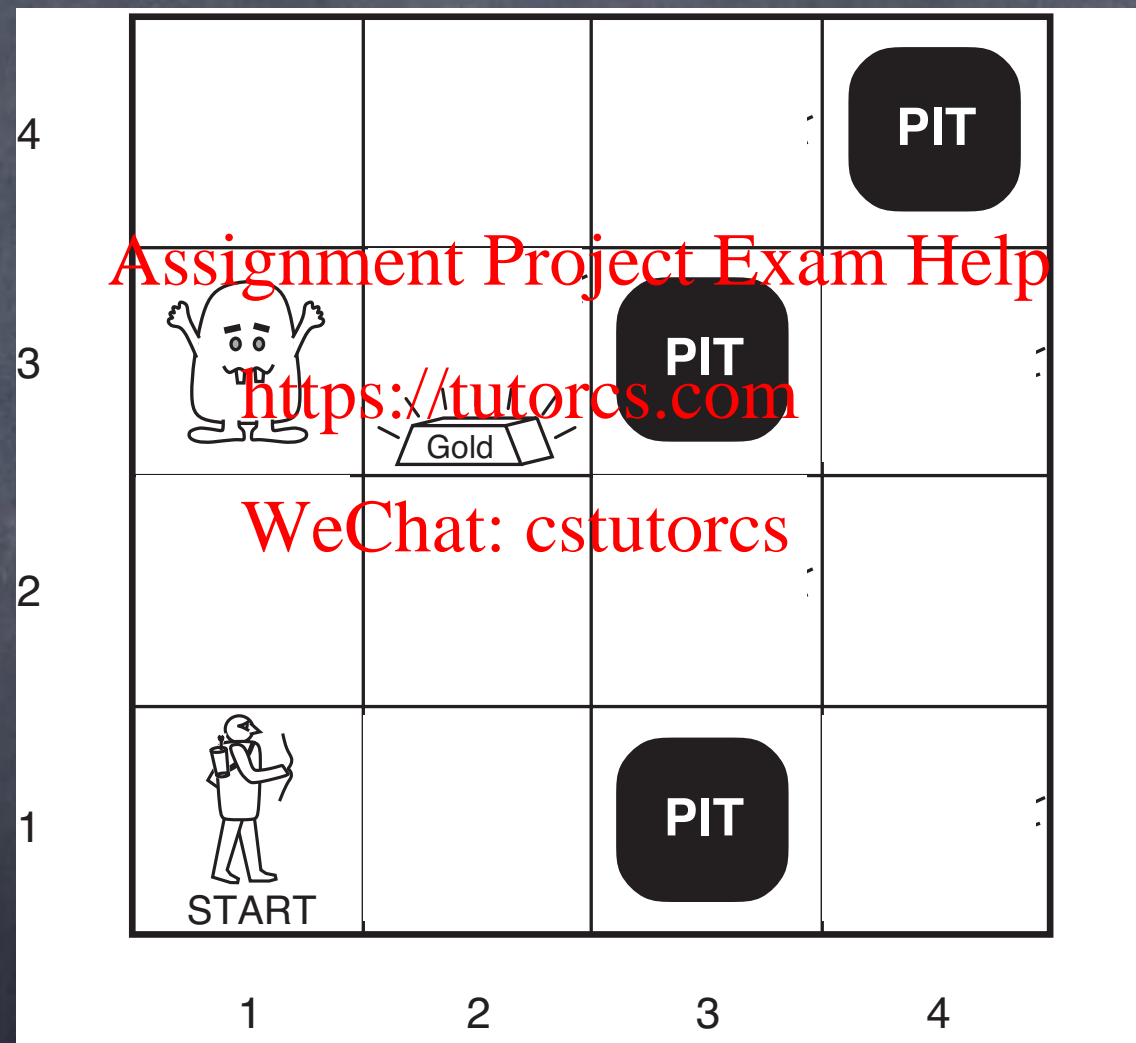 4
PIT
Assignment Project Exam Help
3
PIT
https://tutorcs.com
Gold
WeChat: cstutorcs
2
1
PIT
START
1 2 3 4